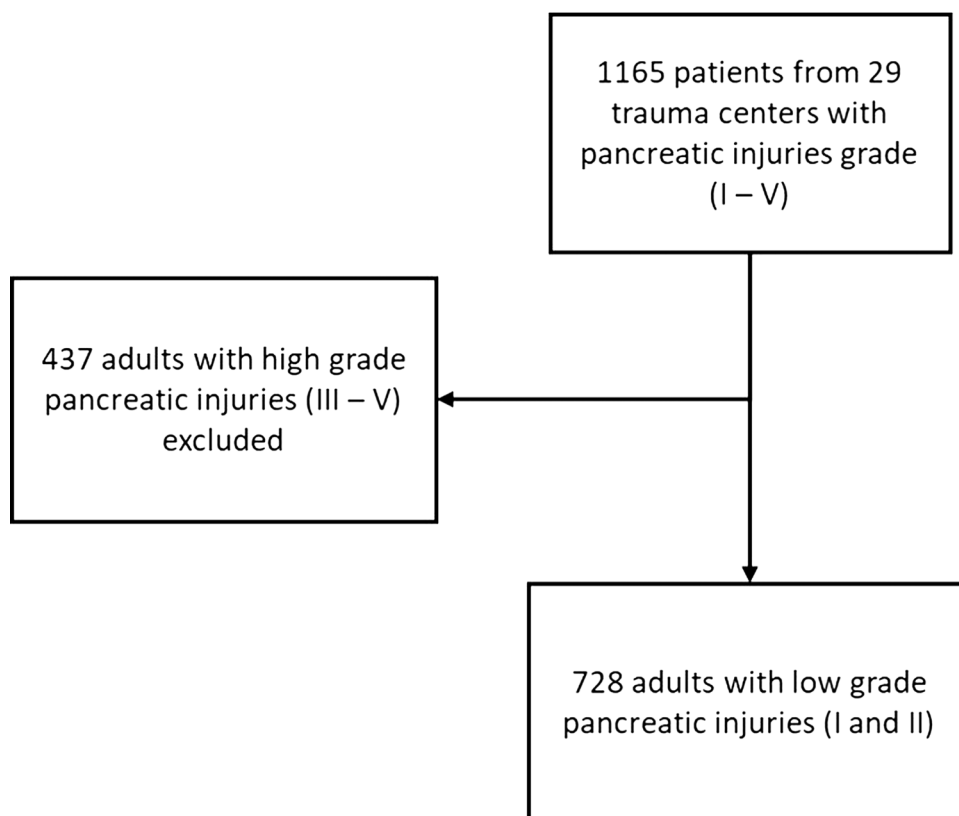 1165 patients from 29
trauma centers with
pancreatic injuries grade
(I – V)
437 adults with high grade
pancreatic injuries (III – V)
excluded
728 adults with low grade
pancreatic injuries (I and II)